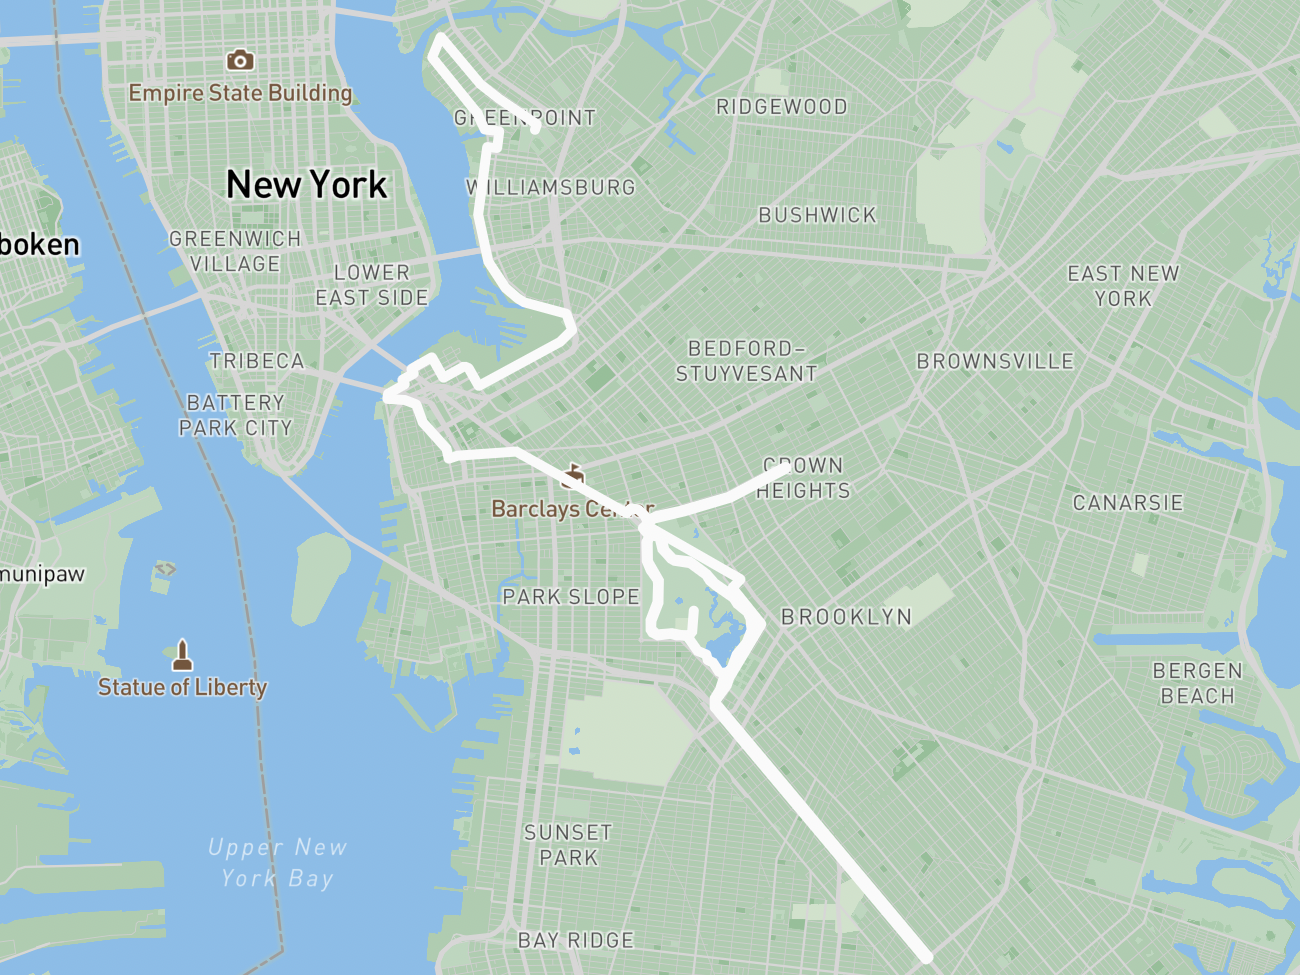 Empire State Building
GREENPOINT
RIDGEWOOD
New York
WILLIAMSBURG
BUSHWICK
GREENWICH
VILLAGE
boken
LOWER
EAST SIDE
EAST NEW
YORK
TRIBECA
BEDFORD–
STUYVESANT
BROWNSVILLE
BATTERY
PARK CITY
CROWN
HEIGHTS
Barclays Center
CANARSIE
munipaw
PARK SLOPE
BROOKLYN
Statue of Liberty
BERGEN
BEACH
SUNSET
PARK
Upper New
York Bay
BAY RIDGE